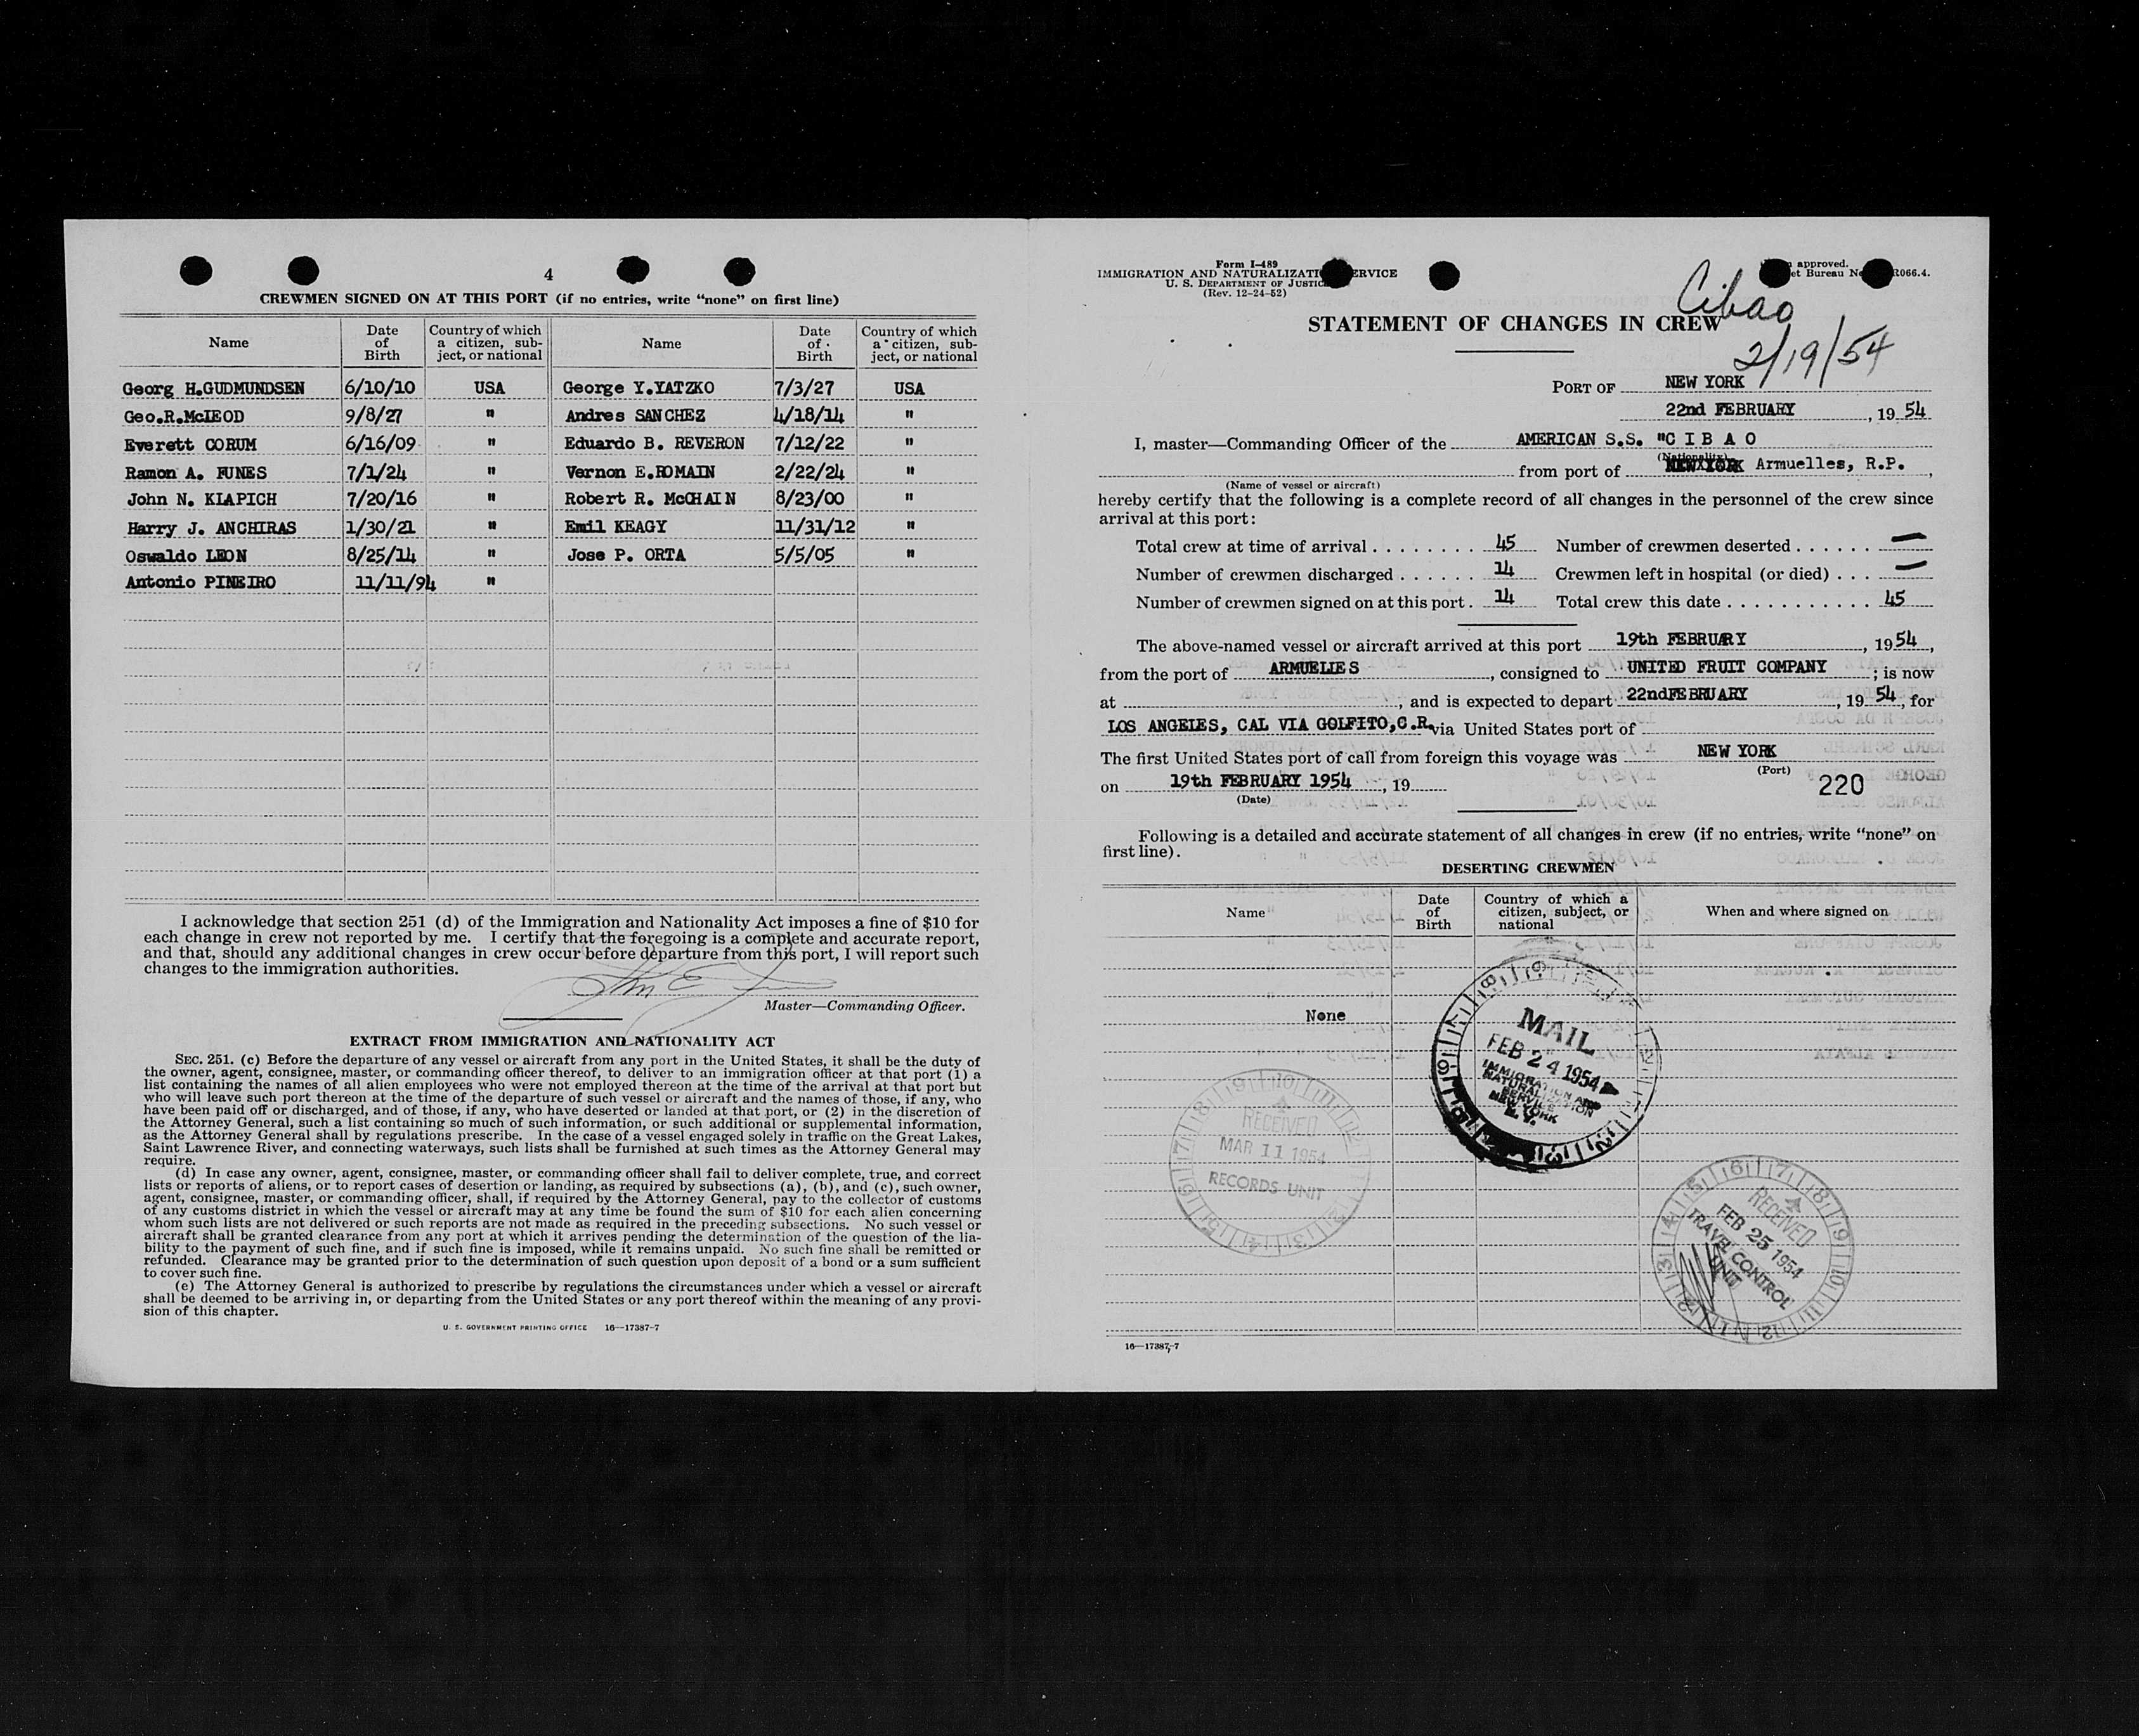 4
CREWMEN SIGNED ON AT THIS PORT (if no entries, write "none" on first line)
Name Date of Birth Country of which a citizen, subject, or national Name Date of Birth Country of which a citizen, subject, or national
Georg H.GUDMUNDSEN 6/10/10 USA George Y.YATZKO 7/3/27 USA
Geo.R.McLEOD 9/8/27 " Andres SANCHEZ 4/18/14 "
Everett CORUM 6/16/09 " Eduardo B. REVERON 7/12/22 "
Ramon A. FUNES 7/1/24 " Vernon E.ROMAIN 2/22/24 "
John N. KLAPICH 7/20/16 " Robert R. McCHAIN 8/23/00 "
Harry J. ANCHIRAS 1/30/21 " Emil KEAGY 11/31/12 "
Oswaldo LEON 8/25/14 " Jose P. ORTA 5/5/05 "
Antonio PINEIRO 11/11/94 "
I acknowledge that section 251 (d) of the Immigration and Nationality Act imposes a fine of $10 for
each change in crew not reported by me. I certify that the foregoing is a complete and accurate report,
and that, should any additional changes in crew occur before departure from this port, I will report such
changes to the immigration authorities.
Master—Commanding Officer.
EXTRACT FROM IMMIGRATION AND NATIONALITY ACT
SEC. 251. (c) Before the departure of any vessel or aircraft from any port in the United States, it shall be the duty of
the owner, agent, consignee, master, or commanding officer thereof, to deliver to an immigration officer at that port (1) a
list containing the names of all alien employees who were not employed thereon at the time of the arrival at that port but
who will leave such port thereon at the time of the departure of such vessel or aircraft and the names of those, if any, who
have been paid off or discharged, and of those, if any, who have deserted or landed at that port, or (2) in the discretion of
the Attorney General, such a list containing so much of such information, or such additional or supplemental information,
as the Attorney General shall by regulations prescribe. In the case of a vessel engaged solely in traffic on the Great Lakes,
Saint Lawrence River, and connecting waterways, such lists shall be furnished at such times as the Attorney General may
require.
(d) In case any owner, agent, consignee, master, or commanding officer shall fail to deliver complete, true, and correct
lists or reports of aliens, or to report cases of desertion or landing, as required by subsections (a), (b), and (c), such owner,
agent, consignee, master, or commanding officer, shall, if required by the Attorney General, pay to the collector of customs
of any customs district in which the vessel or aircraft may at any time be found the sum of $10 for each alien concerning
whom such lists are not delivered or such reports are not made as required in the preceding subsections. No such vessel or
aircraft shall be granted clearance from any port at which it arrives pending the determination of the question of the lia-
bility to the payment of such fine, and if such fine is imposed, while it remains unpaid. No such fine shall be remitted or
refunded. Clearance may be granted prior to the determination of such question upon deposit of a bond or a sum sufficient
to cover such fine.
(e) The Attorney General is authorized to prescribe by regulations the circumstances under which a vessel or aircraft
shall be deemed to be arriving in, or departing from the United States or any port thereof within the meaning of any provi-
sion of this chapter.
U. S. GOVERNMENT PRINTING OFFICE 16—17387-7
Form I-489
IMMIGRATION AND NATURALIZATI ERVICE
U. S. DEPARTMENT OF JUSTIC
(Rev. 12-24-52)
approved.
et Bureau N R066.4.
Cibao
2/19/54
STATEMENT OF CHANGES IN CREW
PORT OF NEW YORK
22nd FEBRUARY, 1954
I, master—Commanding Officer of the AMERICAN S.S. "C I B A O
(Nationality)
from port of NEW YORK Armuelles, R.P.,
(Name of vessel or aircraft)
hereby certify that the following is a complete record of all changes in the personnel of the crew since
arrival at this port:
Total crew at time of arrival 45 Number of crewmen deserted —
Number of crewmen discharged 14 Crewmen left in hospital (or died) —
Number of crewmen signed on at this port 14 Total crew this date 45
The above-named vessel or aircraft arrived at this port 19th FEBRUARY, 1954,
from the port of ARMUELLES, consigned to UNITED FRUIT COMPANY; is now
at , and is expected to depart 22ndFEBRUARY, 1954, for
LOS ANGELES, CAL VIA GOLFITO,C.R. via United States port of
The first United States port of call from foreign this voyage was NEW YORK
(Port)
on 19th FEBRUARY 1954, 19
(Date)
220
Following is a detailed and accurate statement of all changes in crew (if no entries, write "none" on
first line).
DESERTING CREWMEN
Name Date of Birth Country of which a citizen, subject, or national When and where signed on
None
MAIL
FEB 24 1954
IMMIGRATION AND
NATURALIZATION
SERVICE
NEW YORK
N.Y.
RECEIVED
MAR 11 1954
RECORDS UNIT
RECEIVED
FEB 25 1954
TRAVEL CONTROL
UNIT
16—17387-7